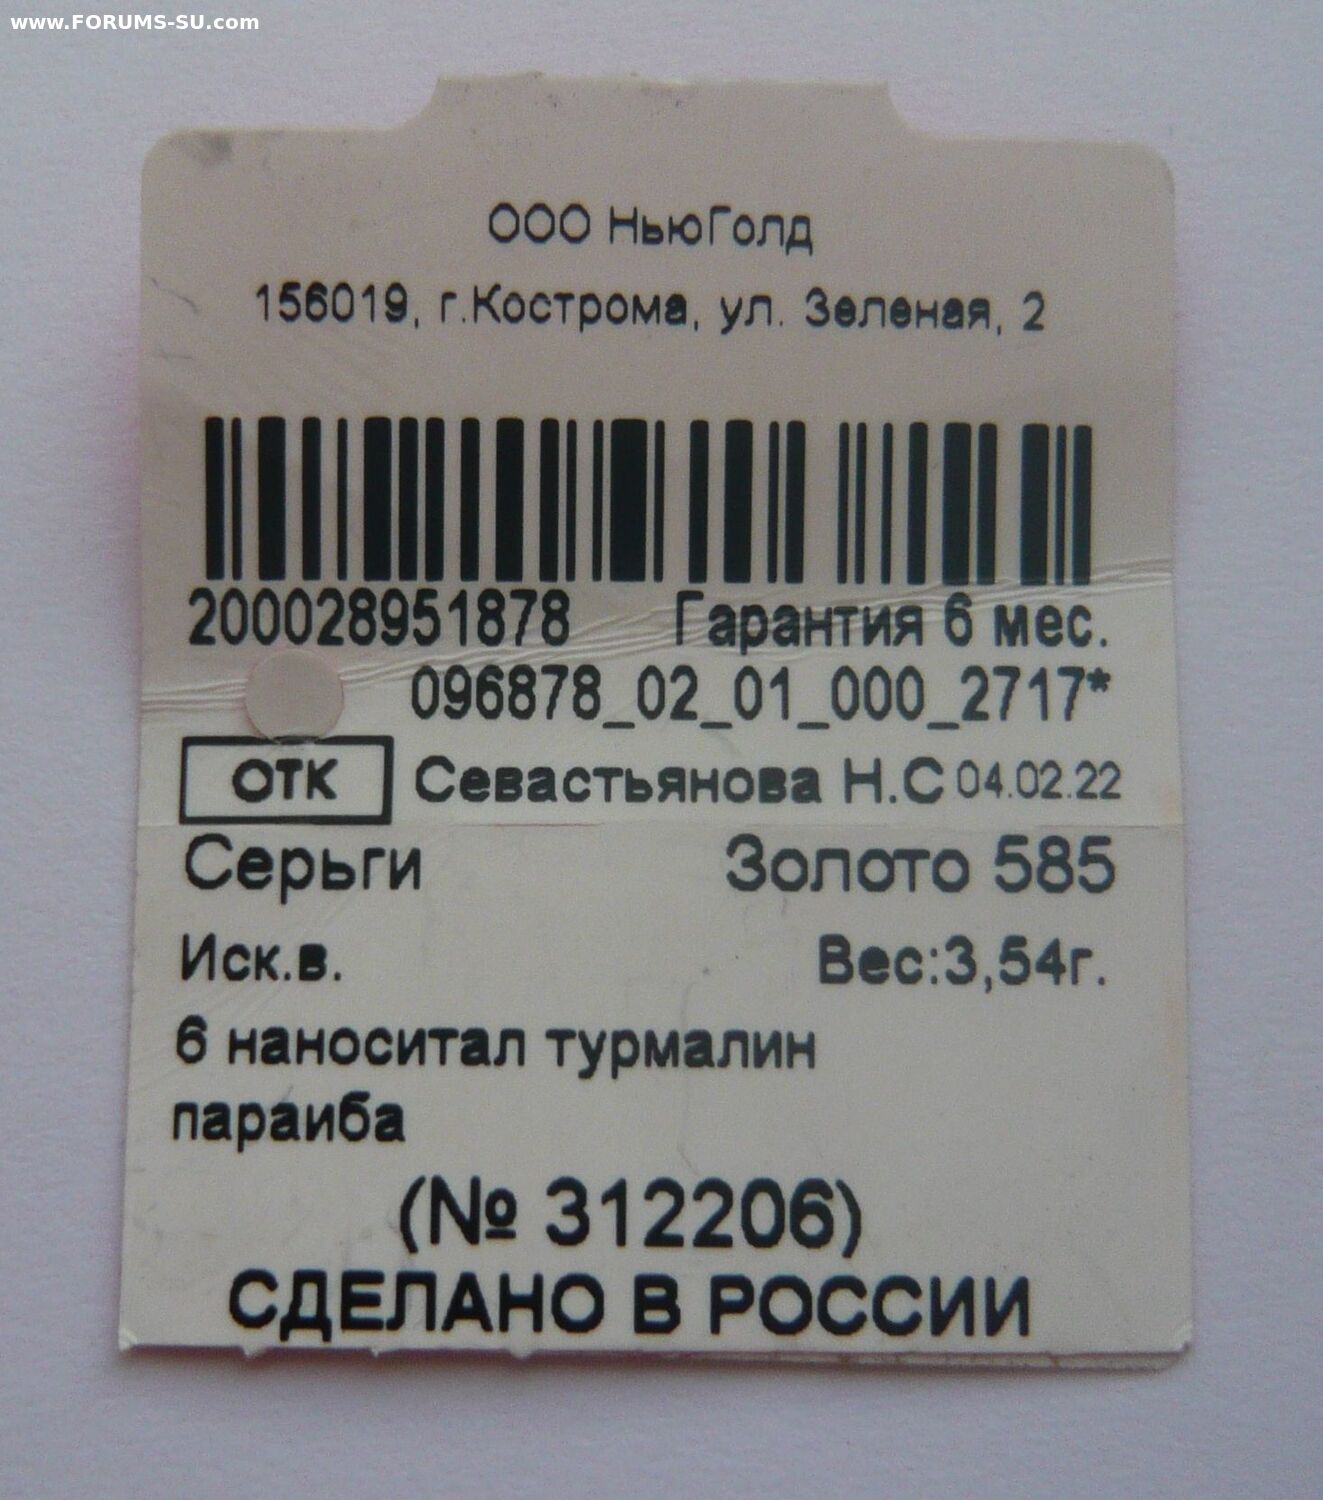 www.FORUMS-SU.com
ООО НьюГолд
156019, г.Кострома, ул. Зеленая, 2
200028951878 Гарантия 6 мес.
096878_02_01_000_2717*
ОТК Севастьянова Н.С 04.02.22
Серьги Золото 585
Иск.в. Вес:3,54г.
6 наноситал турмалин
параиба
(№ 312206)
СДЕЛАНО В РОССИИ